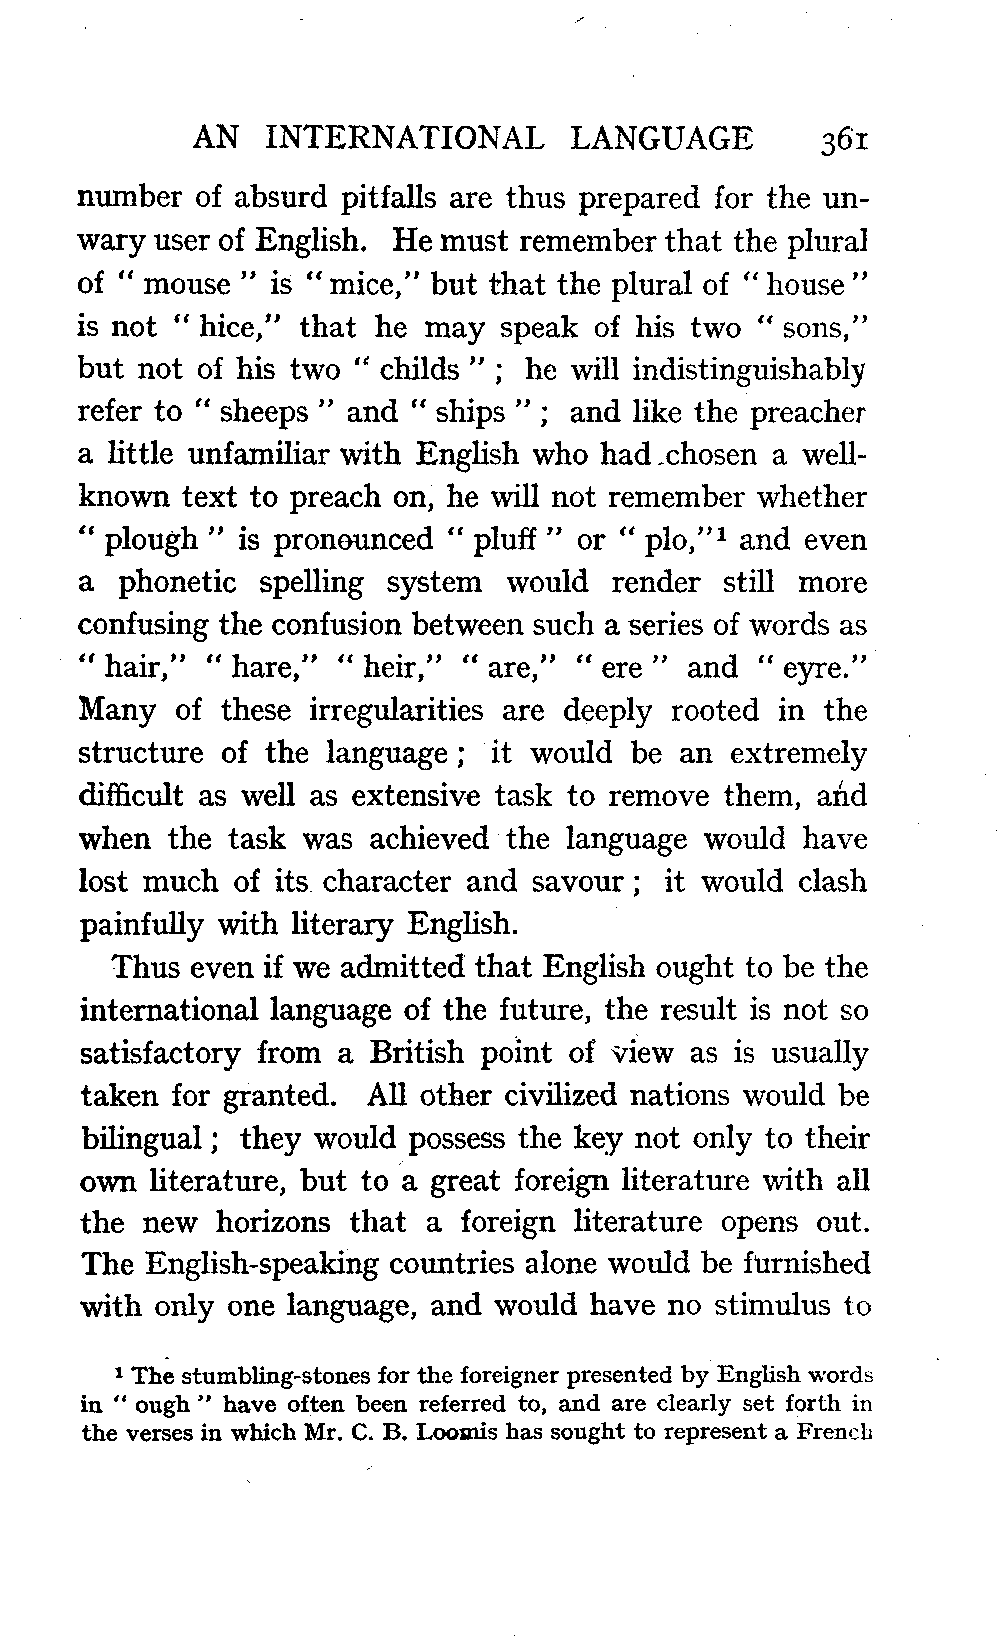 AN INTERNATIONAL LANGUAGE 361
number of absurd pitfalls are thus prepared for the un-
wary user of English. He must remember that the plural
of " mouse " is " mice," but that the plural of " house "
is not " hice," that he may speak of his two " sons,"
but not of his two " childs " ; he will indistinguishably
refer to " sheeps " and " ships " ; and like the preacher
a little unfamiliar with English who had chosen a well-
known text to preach on, he will not remember whether
" plough " is pronounced " pluff " or " plo,"¹ and even
a phonetic spelling system would render still more
confusing the confusion between such a series of words as
" hair," " hare," " heir," " are," " ere " and " eyre."
Many of these irregularities are deeply rooted in the
structure of the language ; it would be an extremely
difficult as well as extensive task to remove them, and
when the task was achieved the language would have
lost much of its character and savour ; it would clash
painfully with literary English.
Thus even if we admitted that English ought to be the
international language of the future, the result is not so
satisfactory from a British point of view as is usually
taken for granted. All other civilized nations would be
bilingual ; they would possess the key not only to their
own literature, but to a great foreign literature with all
the new horizons that a foreign literature opens out.
The English-speaking countries alone would be furnished
with only one language, and would have no stimulus to
¹ The stumbling-stones for the foreigner presented by English words
in " ough " have often been referred to, and are clearly set forth in
the verses in which Mr. C. B. Loomis has sought to represent a French